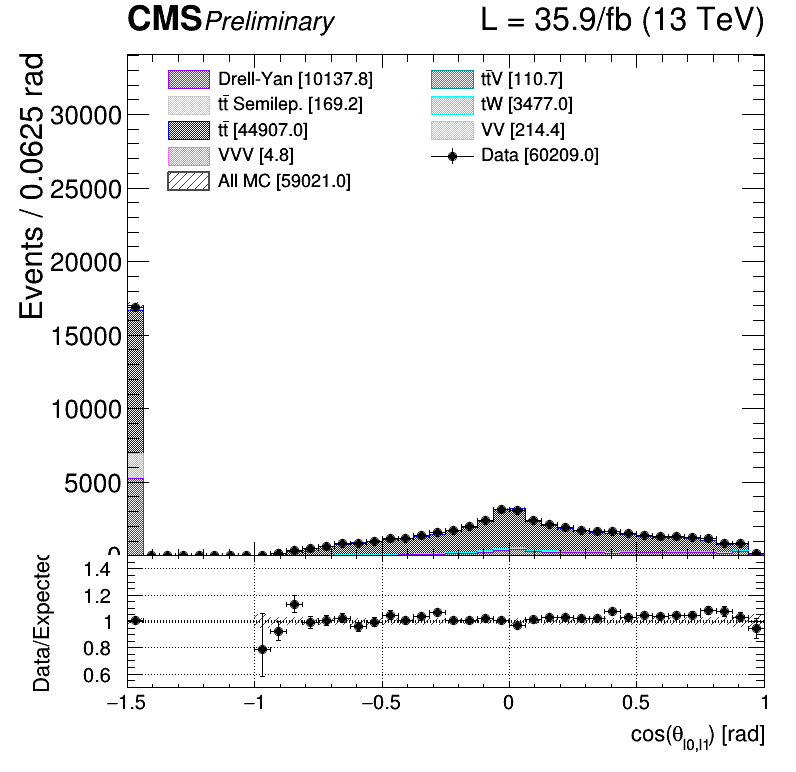 CMS Preliminary L = 35.9/fb (13 TeV)
Events / 0.0625 rad
Drell-Yan [10137.8]
tt̄ Semilep. [169.2]
tt̄ [44907.0]
VVV [4.8]
All MC [59021.0]
tt̄V [110.7]
tW [3477.0]
VV [214.4]
Data [60209.0]
30000
25000
20000
15000
10000
5000
0
Data/Expected
1.4
1.2
1
0.8
0.6
−1.5 −1 −0.5 0 0.5 1
cos(θl0,l1) [rad]